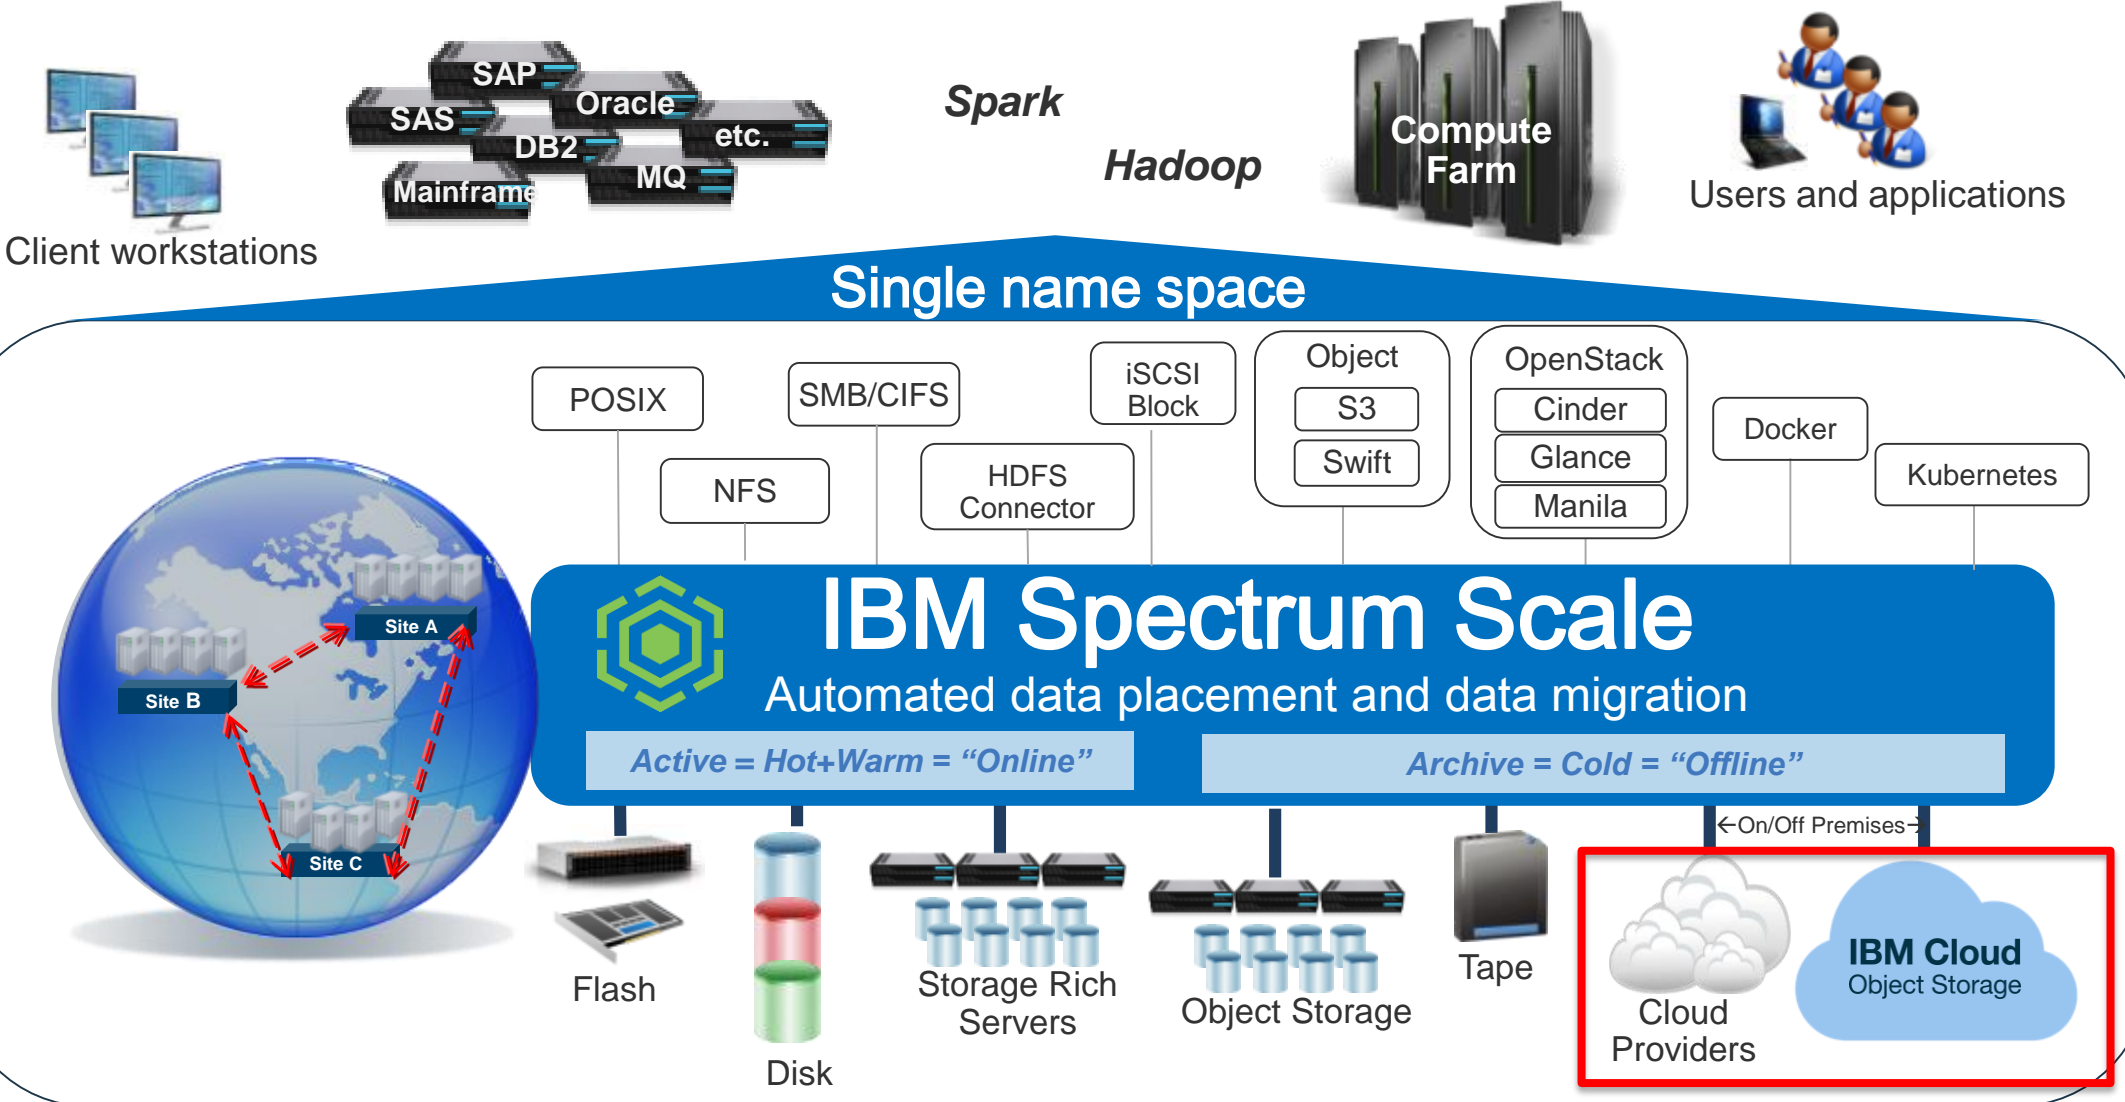 SAP
Oracle
SAS
etc.
DB2
MQ
Mainframe
Spark
Hadoop
Compute
Farm
Users and applications
Client workstations
Single name space
POSIX
NFS
SMB/CIFS
HDFS
Connector
iSCSI
Block
Object
S3
Swift
OpenStack
Cinder
Glance
Manila
Docker
Kubernetes
Site A
Site B
Site C
IBM Spectrum Scale
Automated data placement and data migration
Active = Hot+Warm = “Online”
Archive = Cold = “Offline”
←On/Off Premises→
Flash
Disk
Storage Rich
Servers
Object Storage
Tape
Cloud
Providers
IBM Cloud
Object Storage